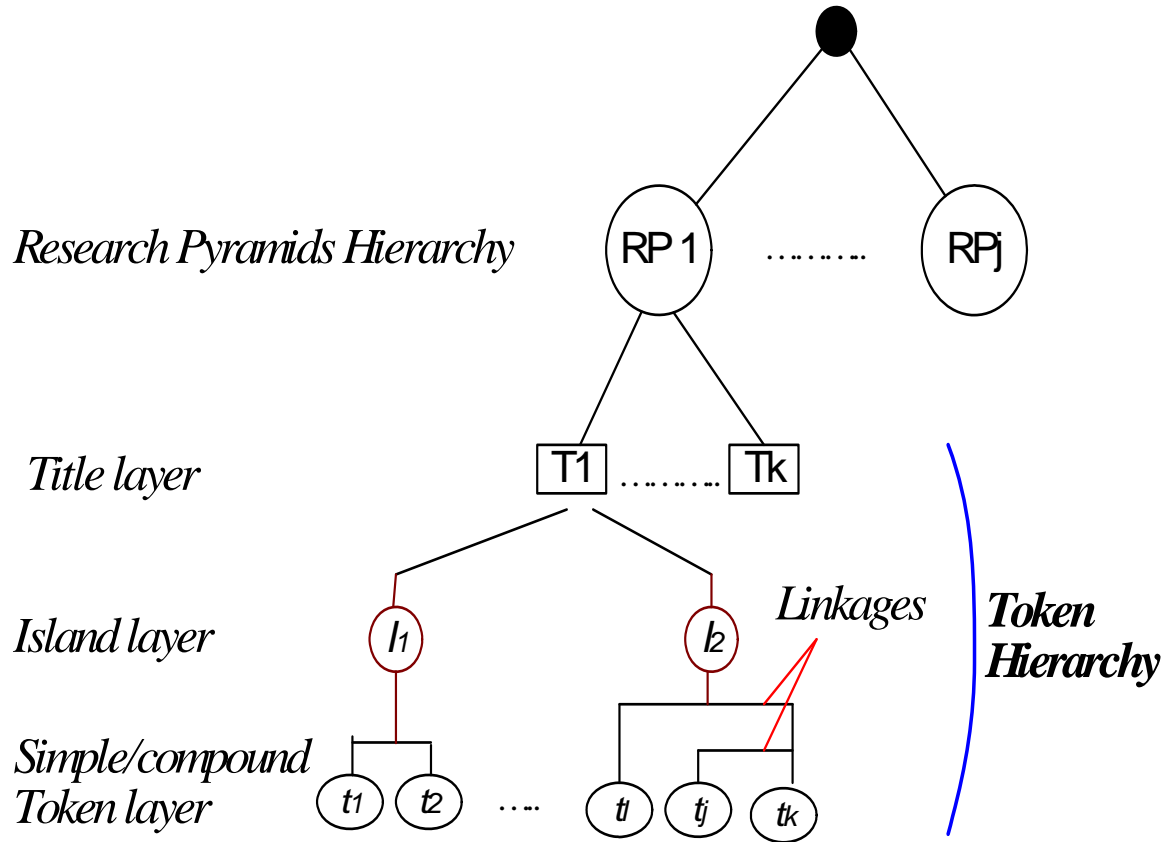 Research Pyramids Hierarchy
RP 1
...........
RPj
Title layer
T1
...........
Tk
Linkages
Island layer
I1
I2
Token
Hierarchy
Simple/compound
Token layer
t1
t2
.....
tl
tj
tk